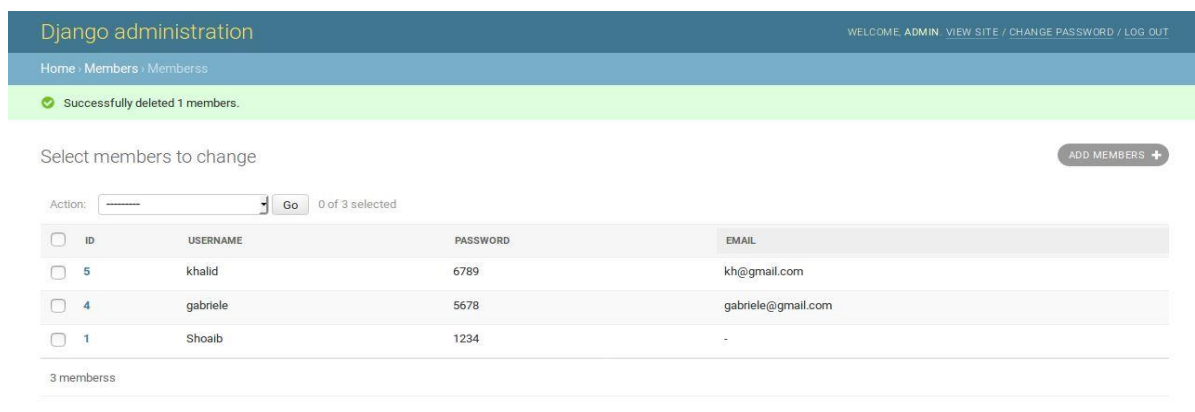 Django administration
WELCOME, ADMIN. VIEW SITE / CHANGE PASSWORD / LOG OUT
Home › Members › Memberss
Successfully deleted 1 members.
Select members to change
ADD MEMBERS +
Action: --------- Go 0 of 3 selected
ID USERNAME PASSWORD EMAIL
5 khalid 6789 kh@gmail.com
4 gabriele 5678 gabriele@gmail.com
1 Shoaib 1234 -
3 memberss